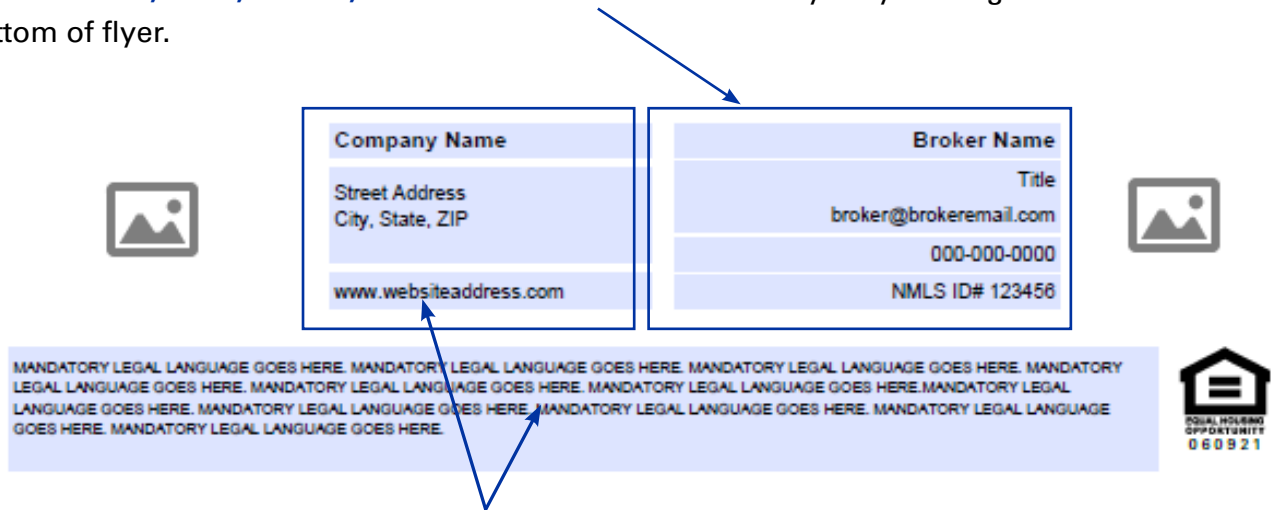 ttom of flyer.
Company Name
Street Address
City, State, ZIP
www.websiteaddress.com
Broker Name
Title
broker@brokeremail.com
000-000-0000
NMLS ID# 123456
MANDATORY LEGAL LANGUAGE GOES HERE. MANDATORY LEGAL LANGUAGE GOES HERE. MANDATORY LEGAL LANGUAGE GOES HERE. MANDATORY
LEGAL LANGUAGE GOES HERE. MANDATORY LEGAL LANGUAGE GOES HERE. MANDATORY LEGAL LANGUAGE GOES HERE.MANDATORY LEGAL
LANGUAGE GOES HERE. MANDATORY LEGAL LANGUAGE GOES HERE. MANDATORY LEGAL LANGUAGE GOES HERE. MANDATORY LEGAL LANGUAGE
GOES HERE. MANDATORY LEGAL LANGUAGE GOES HERE.
EQUAL HOUSING
OPPORTUNITY
060921